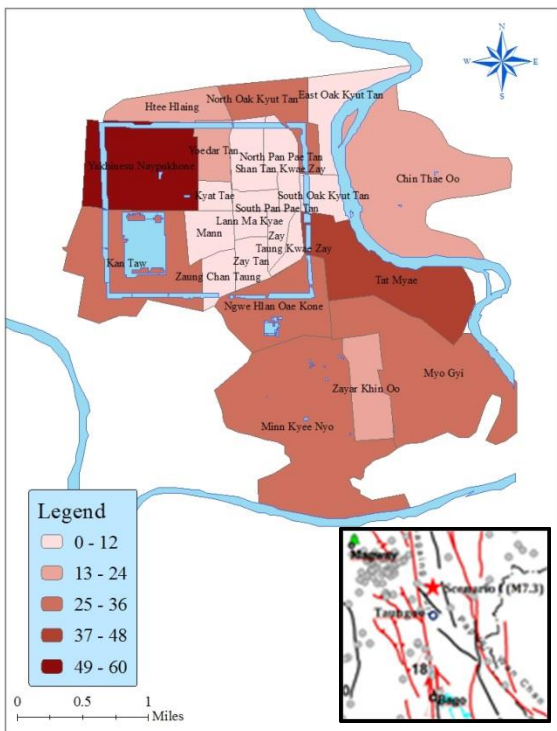 N
W
E
S
Htee Hlaing
North Oak Kyut Tan
East Oak Kyut Tan
Yoedar Tan
North Pan Pae Tan
Shan Tan Kwae Zay
Chin Thae Oo
Kyat Tae
South Oak Kyut Tan
South Pan Pae Tan
Lann Ma Kyae
Mann
Zay
Taung Kwae Zay
Kan Taw
Zay Tan
Zaung Chan Taung
Tat Myae
Ngwe Hlan Oae Kone
Myo Gyi
Zayar Khin Oo
Minn Kyee Nyo
Legend
0 - 12
13 - 24
25 - 36
37 - 48
49 - 60
0
0.5
1
Miles
Magway
Scenario I (M7.3)
Taungoo
18
Bago